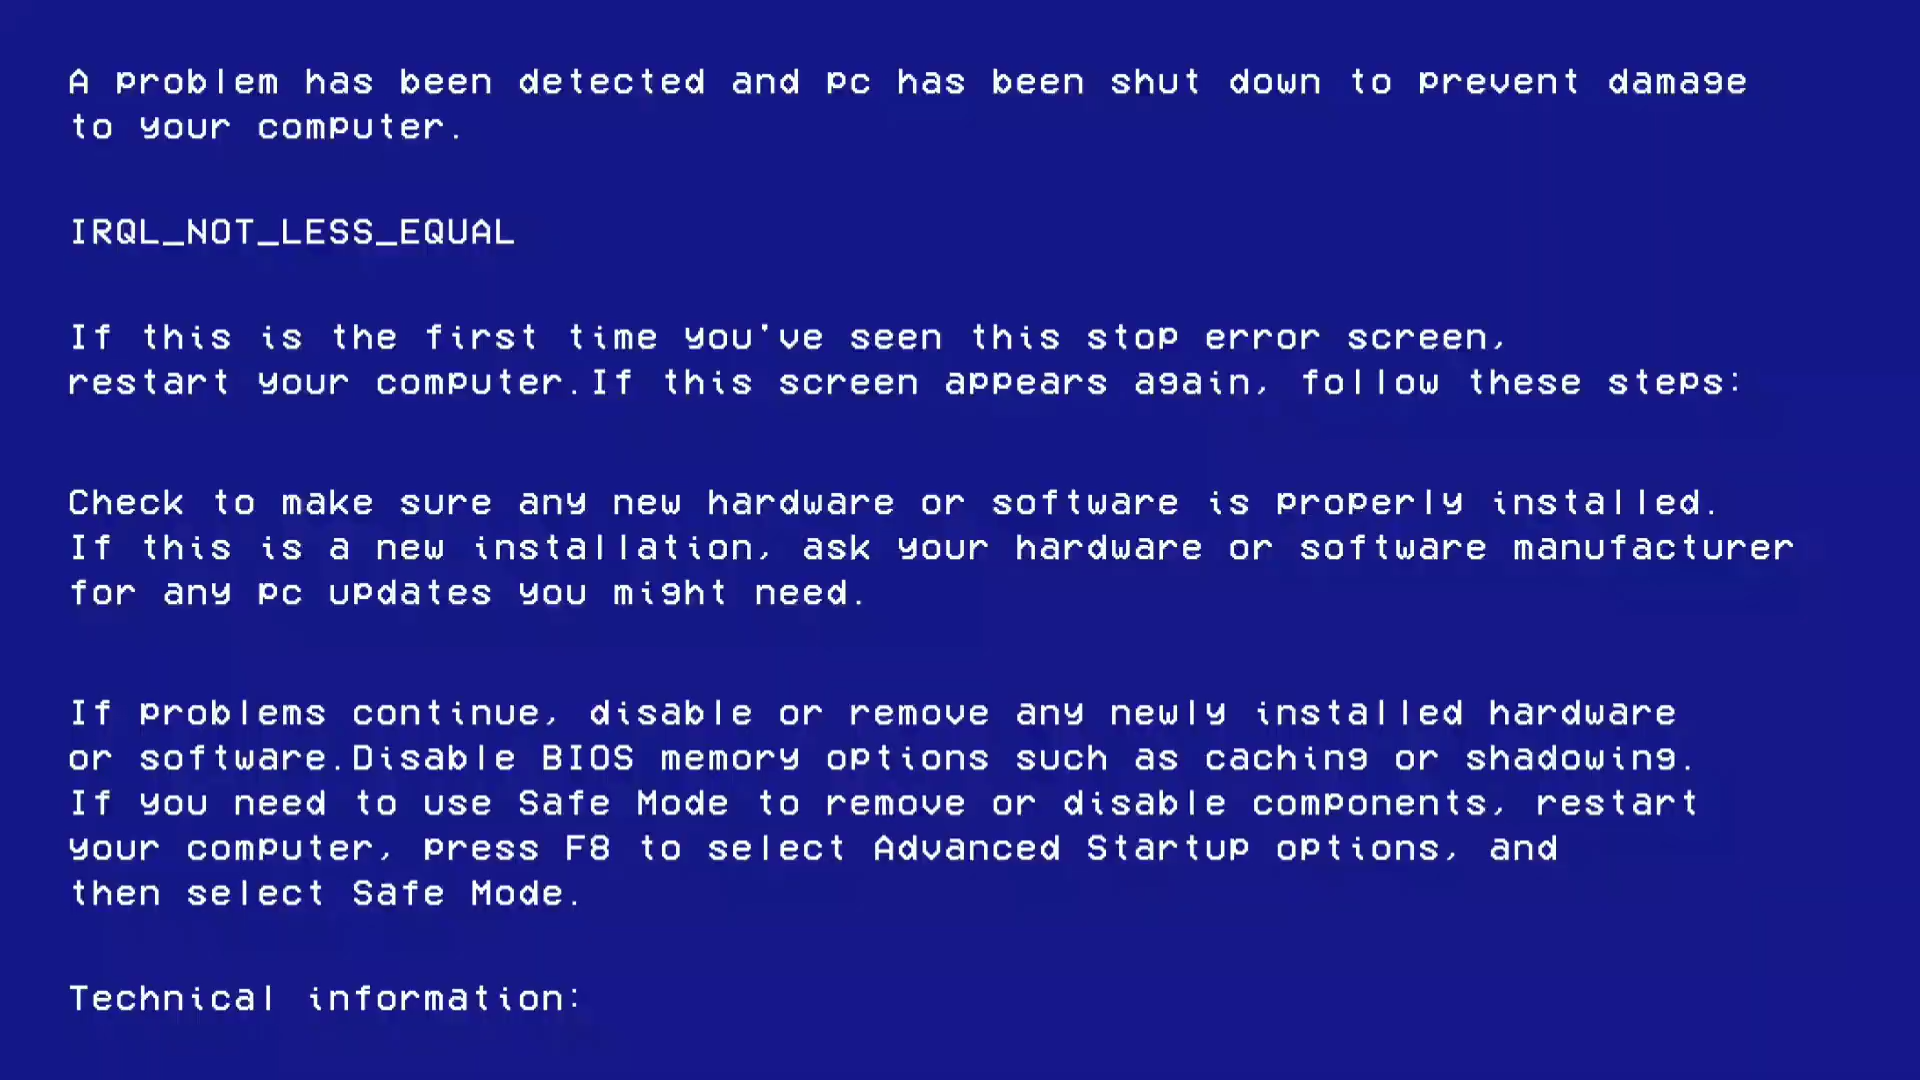 A problem has been detected and pc has been shut down to prevent damage
to your computer.
IRQL_NOT_LESS_EQUAL
If this is the first time you've seen this stop error screen,
restart your computer.If this screen appears again, follow these steps:
Check to make sure any new hardware or software is properly installed.
If this is a new installation, ask your hardware or software manufacturer
for any pc updates you might need.
If problems continue, disable or remove any newly installed hardware
or software.Disable BIOS memory options such as caching or shadowing.
If you need to use Safe Mode to remove or disable components, restart
your computer, press F8 to select Advanced Startup options, and
then select Safe Mode.
Technical information: